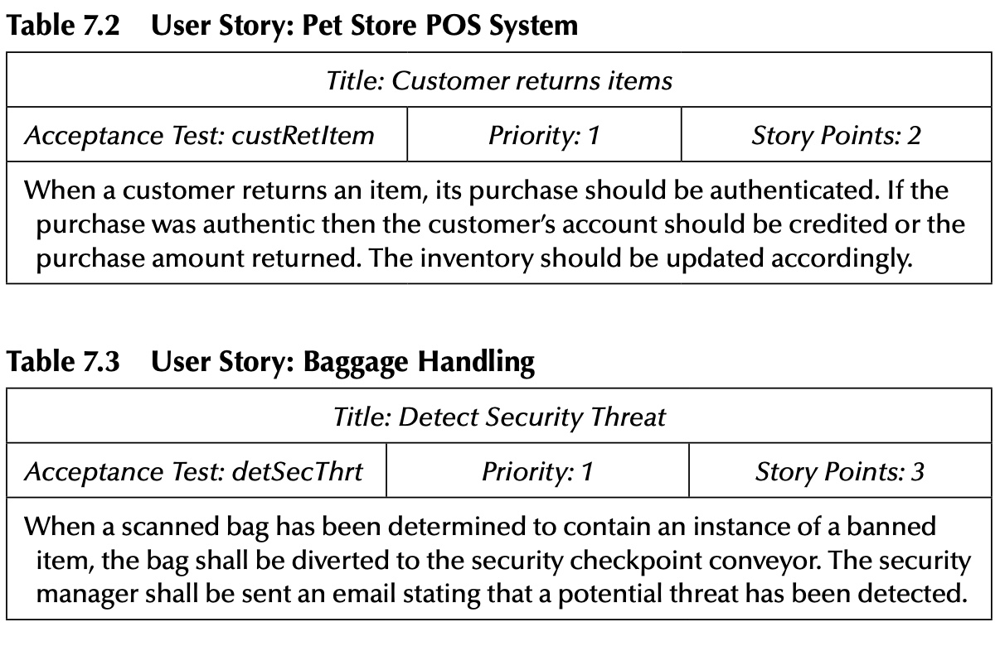 Table 7.2 User Story: Pet Store POS System
Title: Customer returns items
Acceptance Test: custRetItem Priority: 1 Story Points: 2
When a customer returns an item, its purchase should be authenticated. If the
purchase was authentic then the customer’s account should be credited or the
purchase amount returned. The inventory should be updated accordingly.
Table 7.3 User Story: Baggage Handling
Title: Detect Security Threat
Acceptance Test: detSecThrt Priority: 1 Story Points: 3
When a scanned bag has been determined to contain an instance of a banned
item, the bag shall be diverted to the security checkpoint conveyor. The security
manager shall be sent an email stating that a potential threat has been detected.